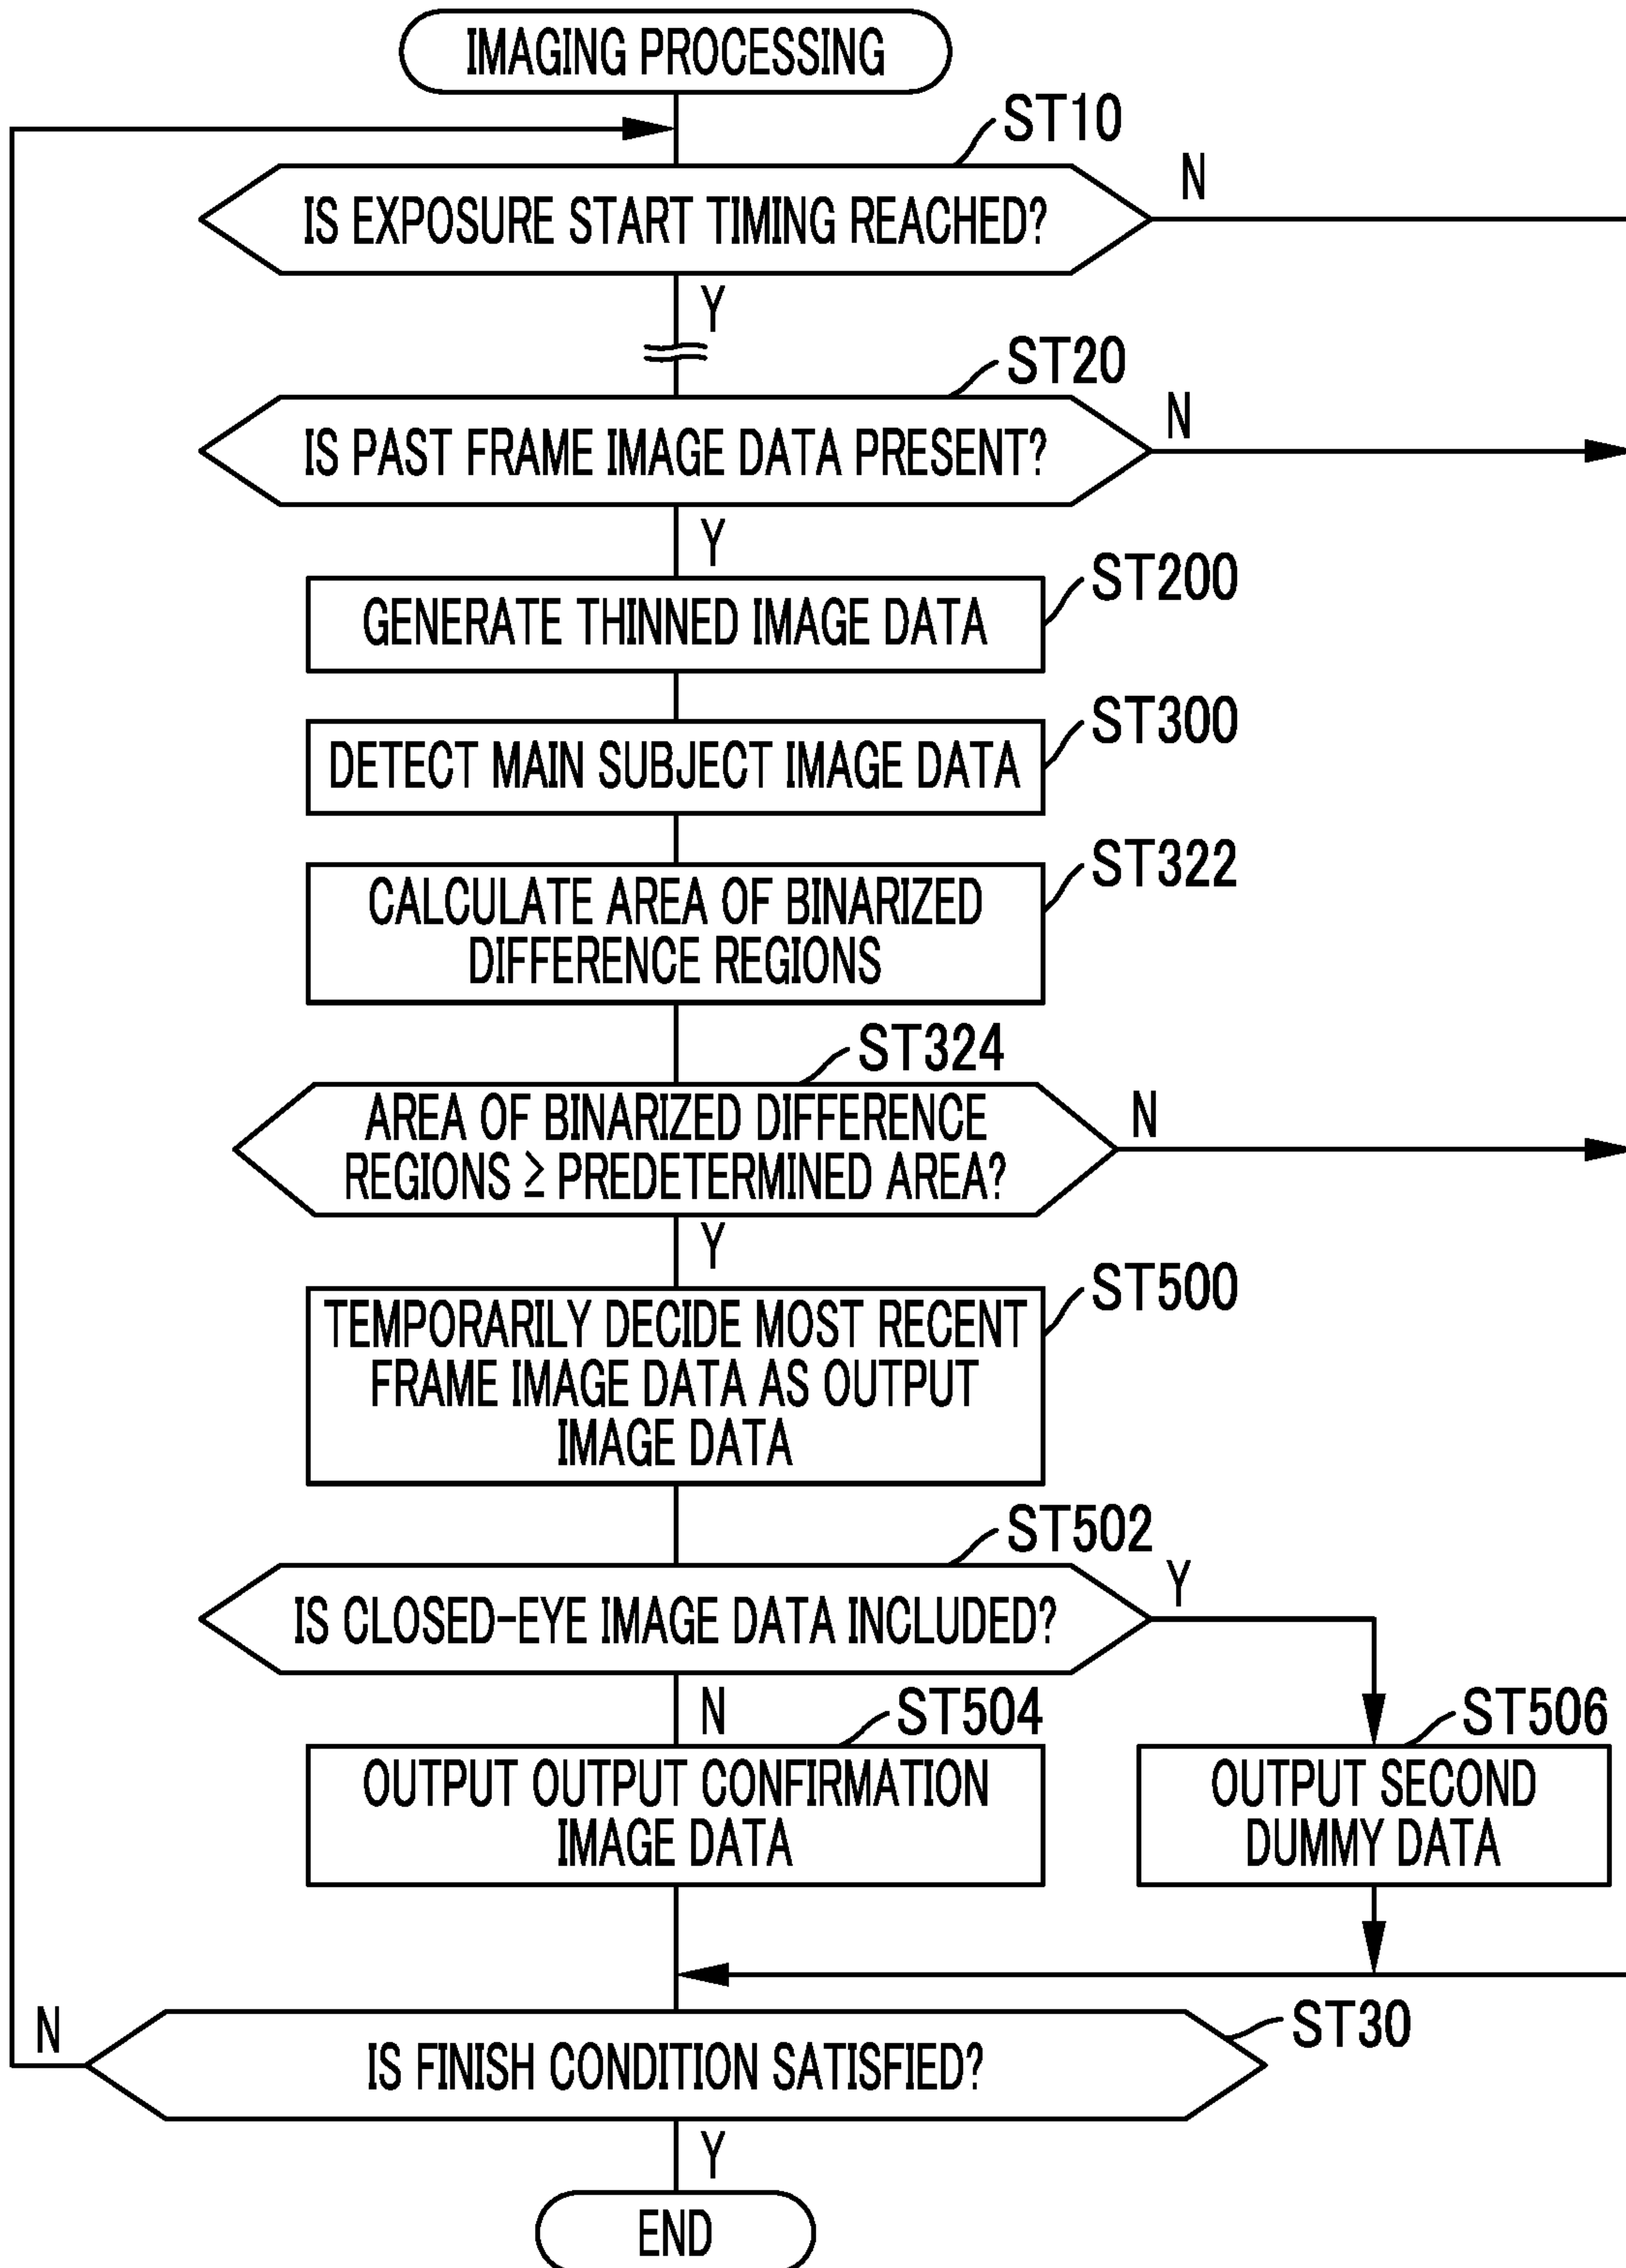 IMAGING PROCESSING
ST10
IS EXPOSURE START TIMING REACHED?
N
Y
ST20
IS PAST FRAME IMAGE DATA PRESENT?
N
Y
ST200
GENERATE THINNED IMAGE DATA
ST300
DETECT MAIN SUBJECT IMAGE DATA
ST322
CALCULATE AREA OF BINARIZED
DIFFERENCE REGIONS
ST324
AREA OF BINARIZED DIFFERENCE
REGIONS ≥ PREDETERMINED AREA?
N
Y
ST500
TEMPORARILY DECIDE MOST RECENT
FRAME IMAGE DATA AS OUTPUT
IMAGE DATA
ST502
IS CLOSED-EYE IMAGE DATA INCLUDED?
Y
N
ST504
OUTPUT OUTPUT CONFIRMATION
IMAGE DATA
ST506
OUTPUT SECOND
DUMMY DATA
ST30
IS FINISH CONDITION SATISFIED?
N
Y
END